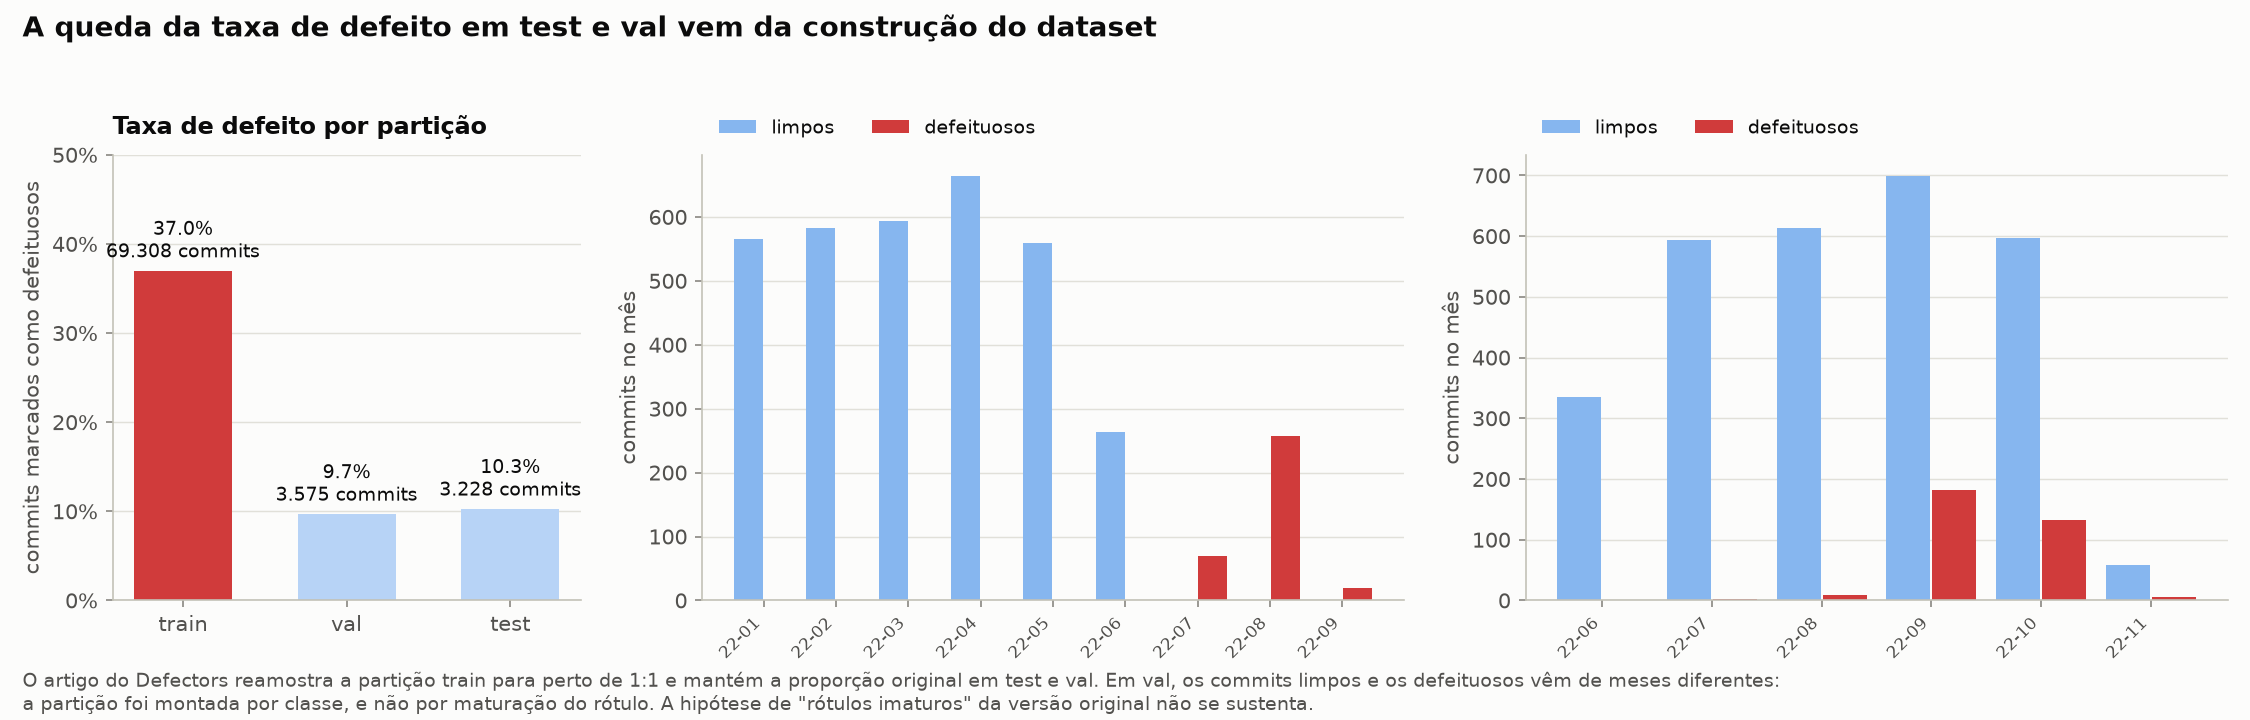 A queda da taxa de defeito em test e val vem da construção do dataset
Taxa de defeito por partição
commits marcados como defeituosos
50%
40%
30%
20%
10%
0%
37.0%
69.308 commits
9.7%
3.575 commits
10.3%
3.228 commits
train
val
test
limpos
defeituosos
commits no mês
600
500
400
300
200
100
0
22-01
22-02
22-03
22-04
22-05
22-06
22-07
22-08
22-09
limpos
defeituosos
commits no mês
700
600
500
400
300
200
100
0
22-06
22-07
22-08
22-09
22-10
22-11
O artigo do Defectors reamostra a partição train para perto de 1:1 e mantém a proporção original em test e val. Em val, os commits limpos e os defeituosos vêm de meses diferentes:
a partição foi montada por classe, e não por maturação do rótulo. A hipótese de "rótulos imaturos" da versão original não se sustenta.